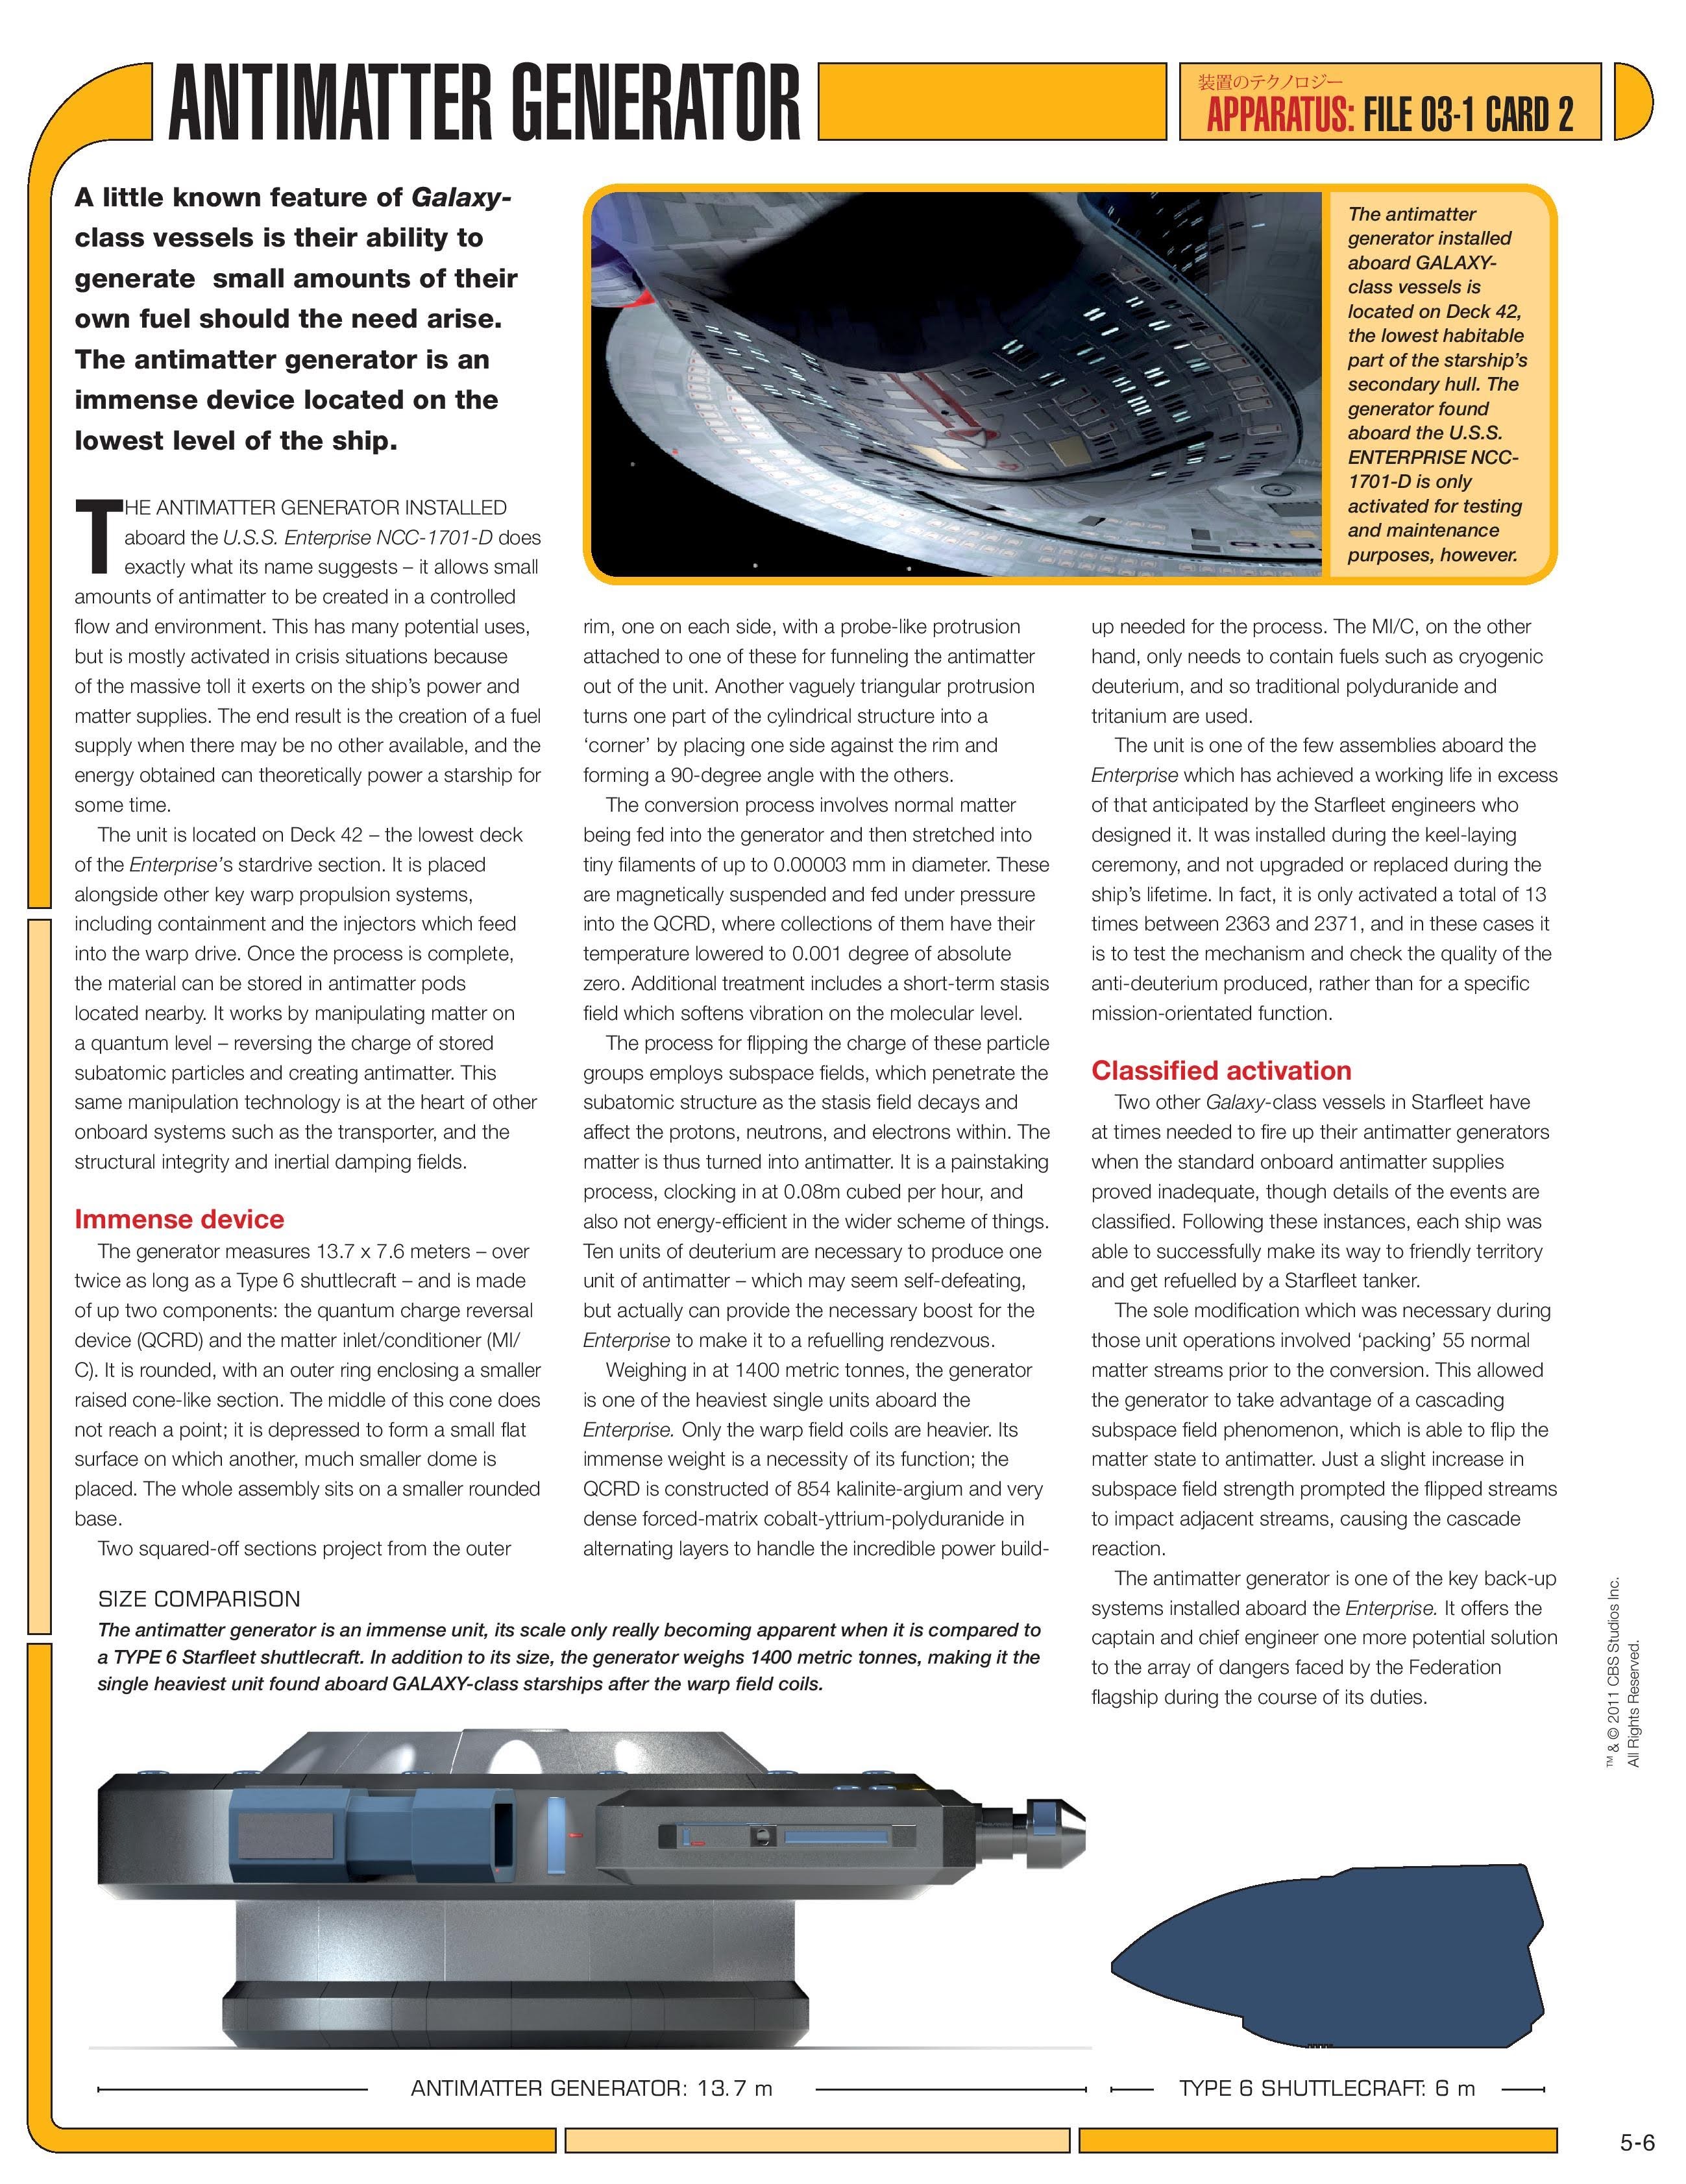 ANTIMATTER GENERATOR
装置のテクノロジー
APPARATUS: FILE 03-1 CARD 2
A little known feature of Galaxy-
class vessels is their ability to
generate  small amounts of their
own fuel should the need arise.
The antimatter generator is an
immense device located on the
lowest level of the ship.
The antimatter
generator installed
aboard GALAXY-
class vessels is
located on Deck 42,
the lowest habitable
part of the starship's
secondary hull. The
generator found
aboard the U.S.S.
ENTERPRISE NCC-
1701-D is only
activated for testing
and maintenance
purposes, however.
THE ANTIMATTER GENERATOR INSTALLED
aboard the U.S.S. Enterprise NCC-1701-D does
exactly what its name suggests – it allows small
amounts of antimatter to be created in a controlled
flow and environment. This has many potential uses,
but is mostly activated in crisis situations because
of the massive toll it exerts on the ship's power and
matter supplies. The end result is the creation of a fuel
supply when there may be no other available, and the
energy obtained can theoretically power a starship for
some time.
The unit is located on Deck 42 – the lowest deck
of the Enterprise's stardrive section. It is placed
alongside other key warp propulsion systems,
including containment and the injectors which feed
into the warp drive. Once the process is complete,
the material can be stored in antimatter pods
located nearby. It works by manipulating matter on
a quantum level – reversing the charge of stored
subatomic particles and creating antimatter. This
same manipulation technology is at the heart of other
onboard systems such as the transporter, and the
structural integrity and inertial damping fields.
Immense device
The generator measures 13.7 x 7.6 meters – over
twice as long as a Type 6 shuttlecraft – and is made
of up two components: the quantum charge reversal
device (QCRD) and the matter inlet/conditioner (MI/
C). It is rounded, with an outer ring enclosing a smaller
raised cone-like section. The middle of this cone does
not reach a point; it is depressed to form a small flat
surface on which another, much smaller dome is
placed. The whole assembly sits on a smaller rounded
base.
Two squared-off sections project from the outer
rim, one on each side, with a probe-like protrusion
attached to one of these for funneling the antimatter
out of the unit. Another vaguely triangular protrusion
turns one part of the cylindrical structure into a
‘corner’ by placing one side against the rim and
forming a 90-degree angle with the others.
The conversion process involves normal matter
being fed into the generator and then stretched into
tiny filaments of up to 0.00003 mm in diameter. These
are magnetically suspended and fed under pressure
into the QCRD, where collections of them have their
temperature lowered to 0.001 degree of absolute
zero. Additional treatment includes a short-term stasis
field which softens vibration on the molecular level.
The process for flipping the charge of these particle
groups employs subspace fields, which penetrate the
subatomic structure as the stasis field decays and
affect the protons, neutrons, and electrons within. The
matter is thus turned into antimatter. It is a painstaking
process, clocking in at 0.08m cubed per hour, and
also not energy-efficient in the wider scheme of things.
Ten units of deuterium are necessary to produce one
unit of antimatter – which may seem self-defeating,
but actually can provide the necessary boost for the
Enterprise to make it to a refuelling rendezvous.
Weighing in at 1400 metric tonnes, the generator
is one of the heaviest single units aboard the
Enterprise. Only the warp field coils are heavier. Its
immense weight is a necessity of its function; the
QCRD is constructed of 854 kalinite-argium and very
dense forced-matrix cobalt-yttrium-polyduranide in
alternating layers to handle the incredible power build-
up needed for the process. The MI/C, on the other
hand, only needs to contain fuels such as cryogenic
deuterium, and so traditional polyduranide and
tritanium are used.
The unit is one of the few assemblies aboard the
Enterprise which has achieved a working life in excess
of that anticipated by the Starfleet engineers who
designed it. It was installed during the keel-laying
ceremony, and not upgraded or replaced during the
ship's lifetime. In fact, it is only activated a total of 13
times between 2363 and 2371, and in these cases it
is to test the mechanism and check the quality of the
anti-deuterium produced, rather than for a specific
mission-orientated function.
Classified activation
Two other Galaxy-class vessels in Starfleet have
at times needed to fire up their antimatter generators
when the standard onboard antimatter supplies
proved inadequate, though details of the events are
classified. Following these instances, each ship was
able to successfully make its way to friendly territory
and get refuelled by a Starfleet tanker.
The sole modification which was necessary during
those unit operations involved ‘packing’ 55 normal
matter streams prior to the conversion. This allowed
the generator to take advantage of a cascading
subspace field phenomenon, which is able to flip the
matter state to antimatter. Just a slight increase in
subspace field strength prompted the flipped streams
to impact adjacent streams, causing the cascade
reaction.
The antimatter generator is one of the key back-up
systems installed aboard the Enterprise. It offers the
captain and chief engineer one more potential solution
to the array of dangers faced by the Federation
flagship during the course of its duties.
SIZE COMPARISON
The antimatter generator is an immense unit, its scale only really becoming apparent when it is compared to
a TYPE 6 Starfleet shuttlecraft. In addition to its size, the generator weighs 1400 metric tonnes, making it the
single heaviest unit found aboard GALAXY-class starships after the warp field coils.
ANTIMATTER GENERATOR: 13.7 m
TYPE 6 SHUTTLECRAFT: 6 m
™ & © 2011 CBS Studios Inc.
All Rights Reserved.
5-6